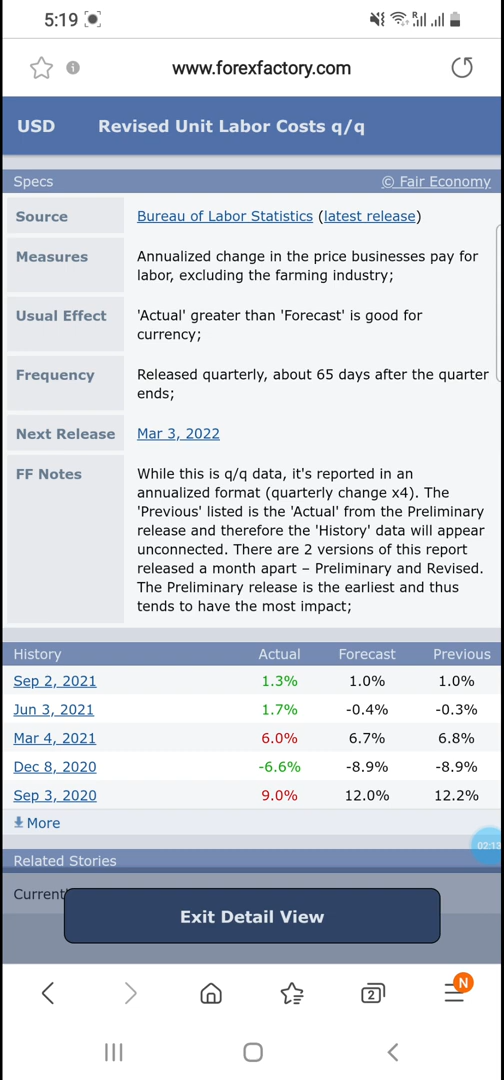 5:19
www.forexfactory.com
USD Revised Unit Labor Costs q/q
Specs © Fair Economy
Source Bureau of Labor Statistics (latest release)
Measures Annualized change in the price businesses pay for
labor, excluding the farming industry;
Usual Effect 'Actual' greater than 'Forecast' is good for
currency;
Frequency Released quarterly, about 65 days after the quarter
ends;
Next Release Mar 3, 2022
FF Notes While this is q/q data, it's reported in an
annualized format (quarterly change x4). The
'Previous' listed is the 'Actual' from the Preliminary
release and therefore the 'History' data will appear
unconnected. There are 2 versions of this report
released a month apart – Preliminary and Revised.
The Preliminary release is the earliest and thus
tends to have the most impact;
History Actual Forecast Previous
Sep 2, 2021 1.3% 1.0% 1.0%
Jun 3, 2021 1.7% -0.4% -0.3%
Mar 4, 2021 6.0% 6.7% 6.8%
Dec 8, 2020 -6.6% -8.9% -8.9%
Sep 3, 2020 9.0% 12.0% 12.2%
More
02:13
Related Stories
Current
Exit Detail View
2
N